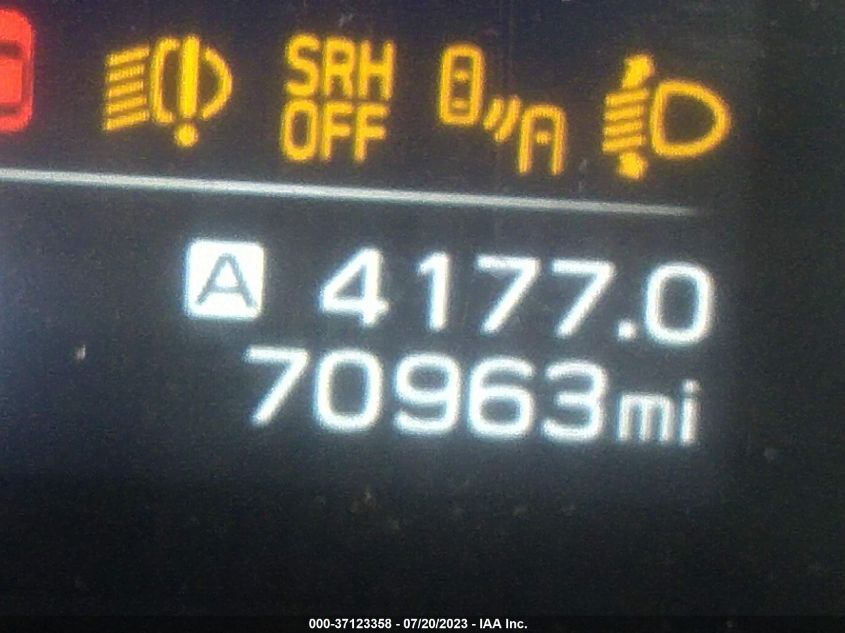 SRH
OFF
A 4177.0
70963mi
000-37123358 - 07/20/2023 - IAA Inc.